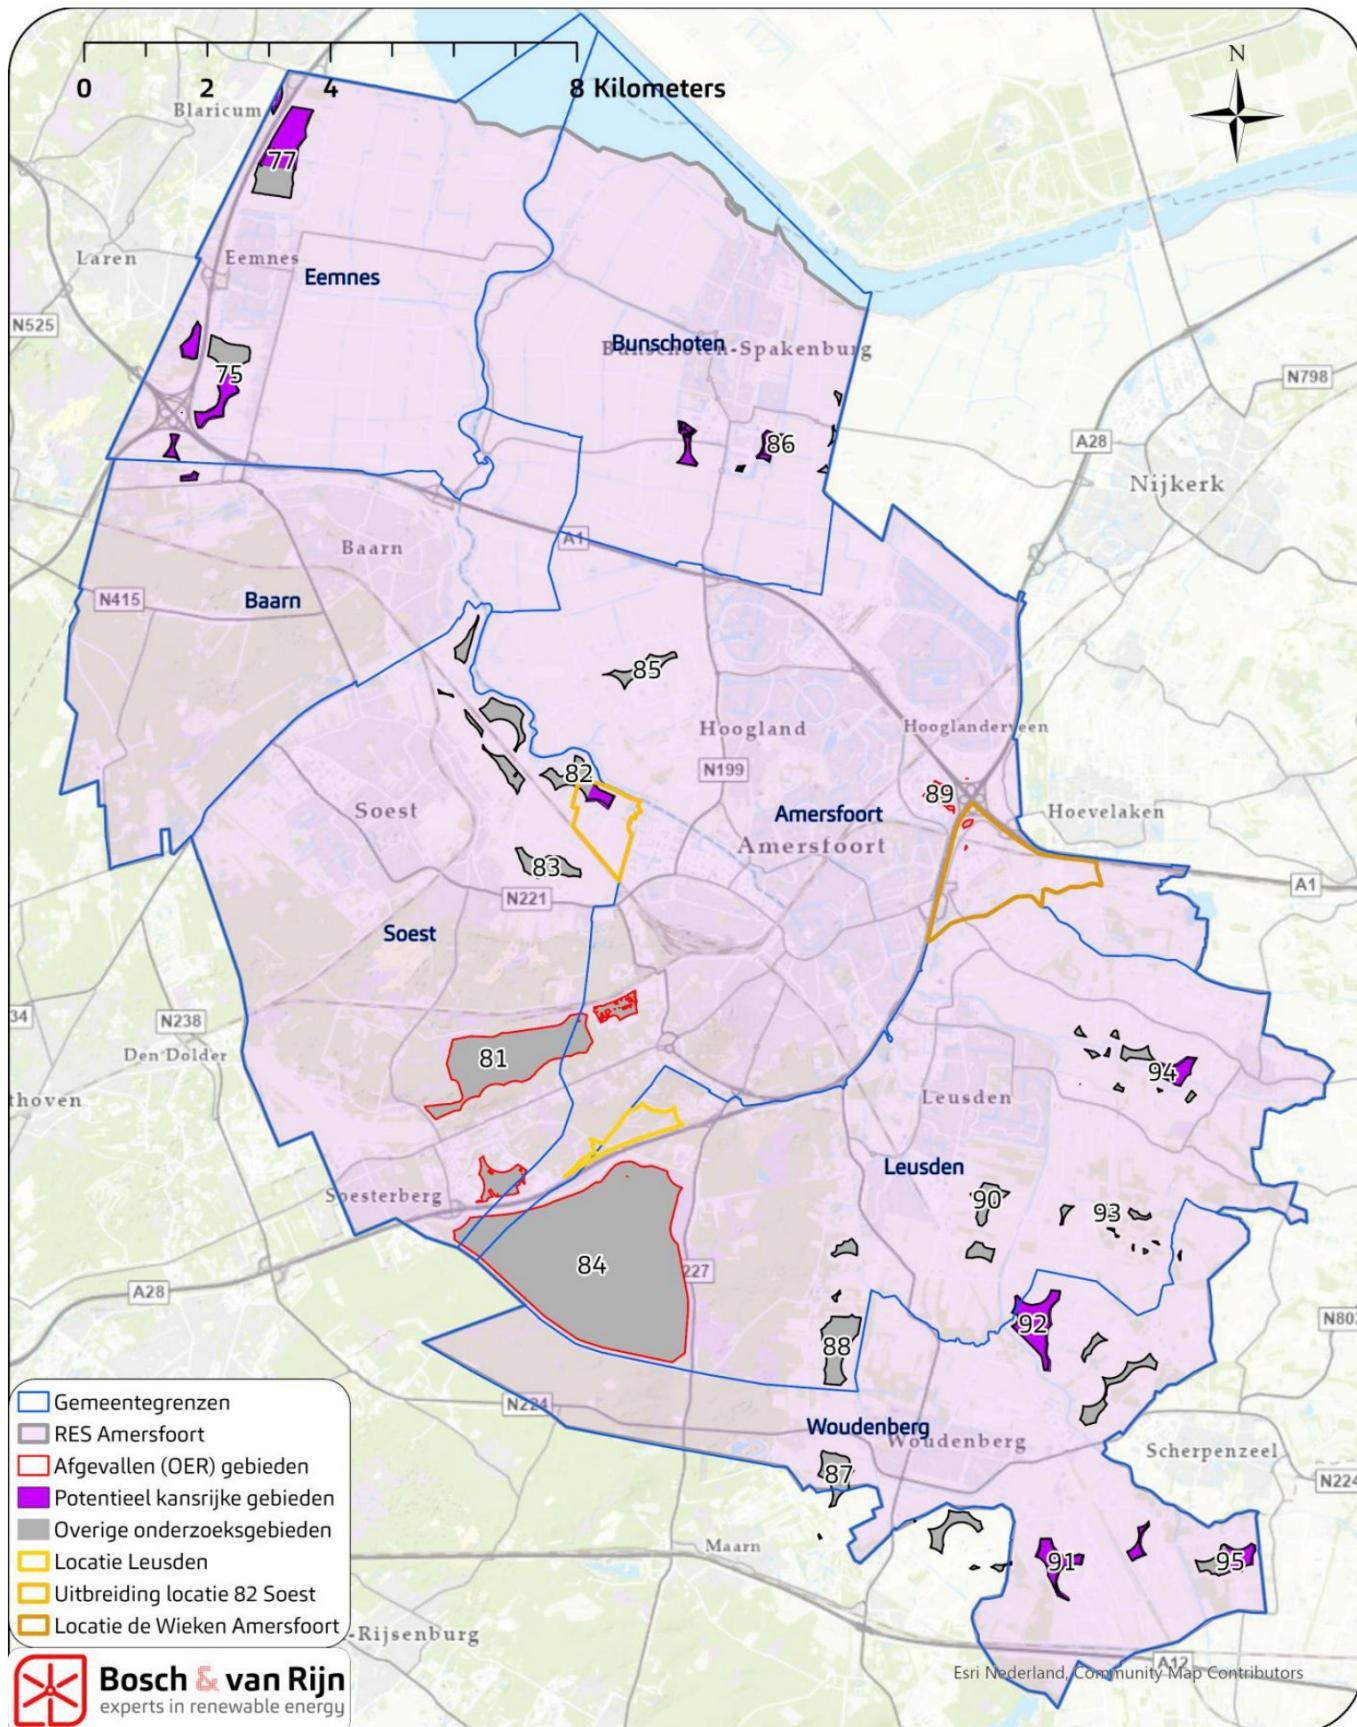 N
0 2 4 8 Kilometers
Blaricum
77
Laren
Eemnes
Eemnes
N525
Bunschoten
Bunschoten-Spakenburg
N798
75
A28
86
Nijkerk
A1
Baarn
N415
Baarn
85
Hoogland
Hooglanderveen
N199
82
89
Soest
Amersfoort
Hoevelaken
Amersfoort
83
A1
N221
Soest
34
N238
Den Dolder
81
94
thoven
Leusden
Leusden
Soesterberg
90
93
84
227
A28
92
N80
88
N224
Woudenberg
Woudenberg
Scherpenzeel
87
N224
Maarn
91
95
-Rijsenburg
A12
Gemeentegrenzen
RES Amersfoort
Afgevallen (OER) gebieden
Potentieel kansrijke gebieden
Overige onderzoeksgebieden
Locatie Leusden
Uitbreiding locatie 82 Soest
Locatie de Wieken Amersfoort
Bosch & van Rijn
experts in renewable energy
Esri Nederland, Community Map Contributors